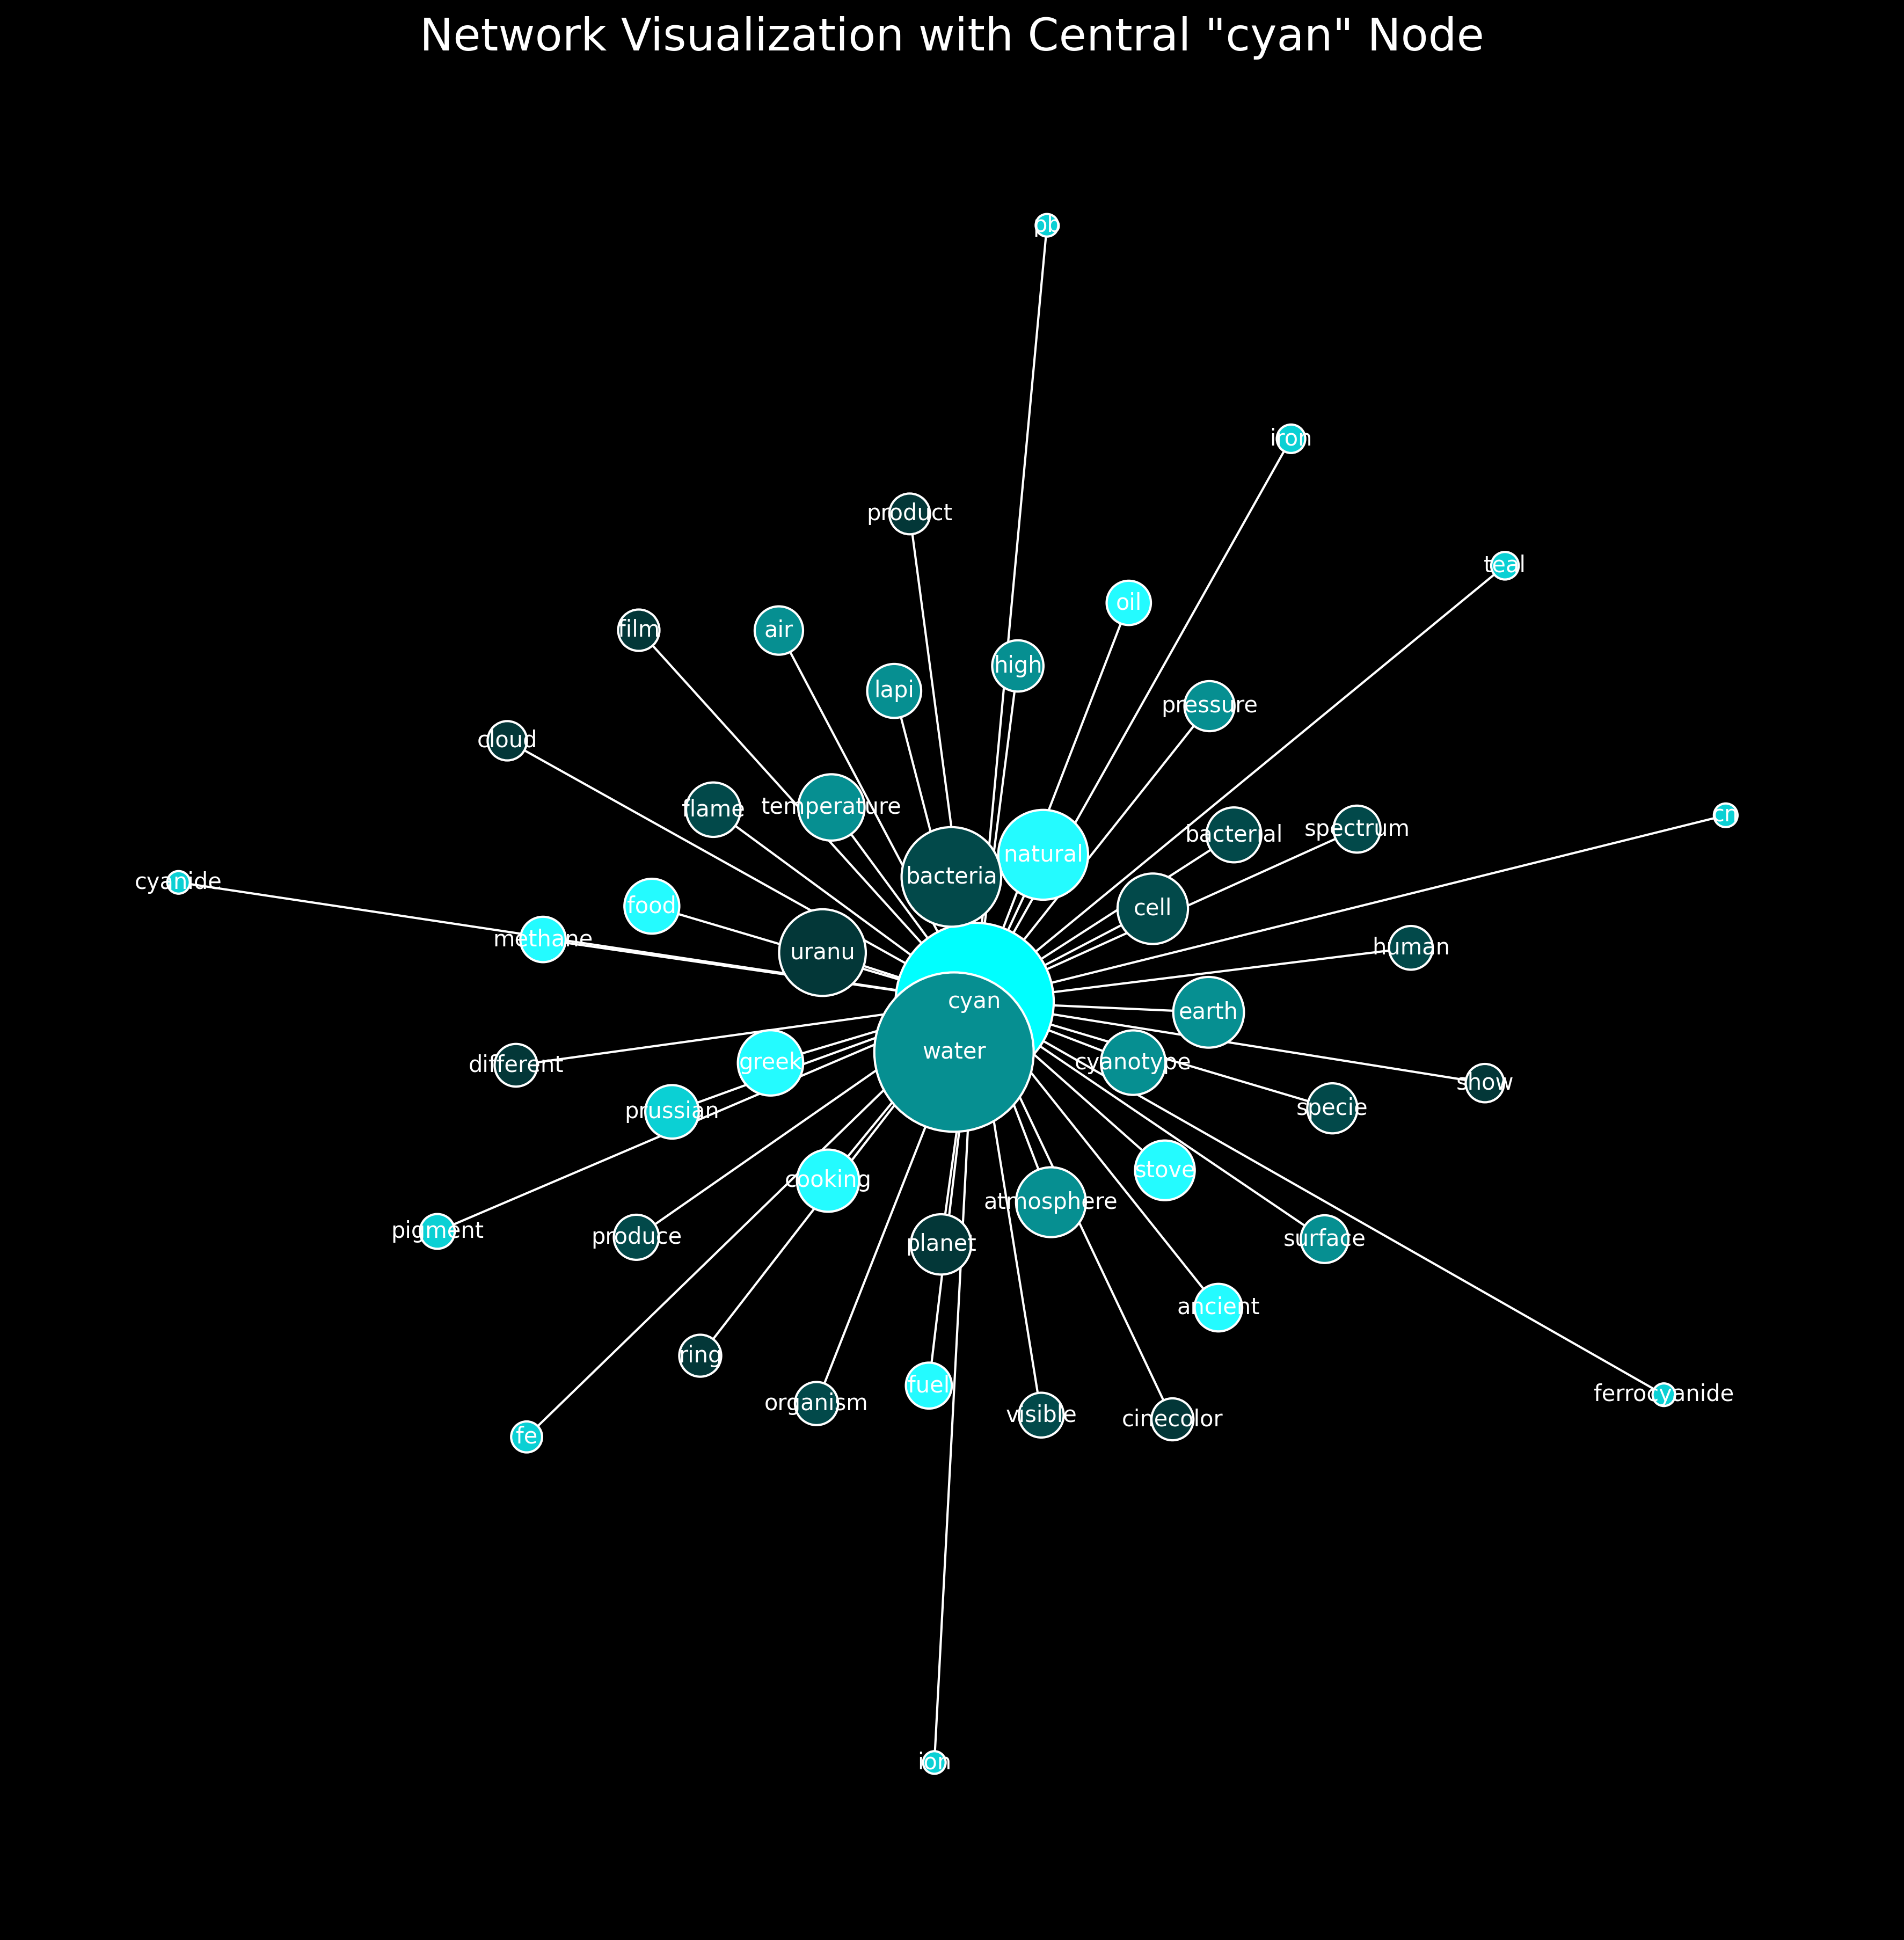 Network Visualization with Central "cyan" Node
pb
iron
product
teal
oil
film
air
high
lapi
pressure
cloud
temperature
flame
cn
spectrum
bacterial
natural
bacteria
cyanide
food
cell
methane
human
uranu
cyan
earth
water
cyanotype
greek
different
show
specie
prussian
stove
cooking
atmosphere
pigment
produce
surface
planet
ancient
ring
fuel
ferrocyanide
organism
visible
cinecolor
fe
ion